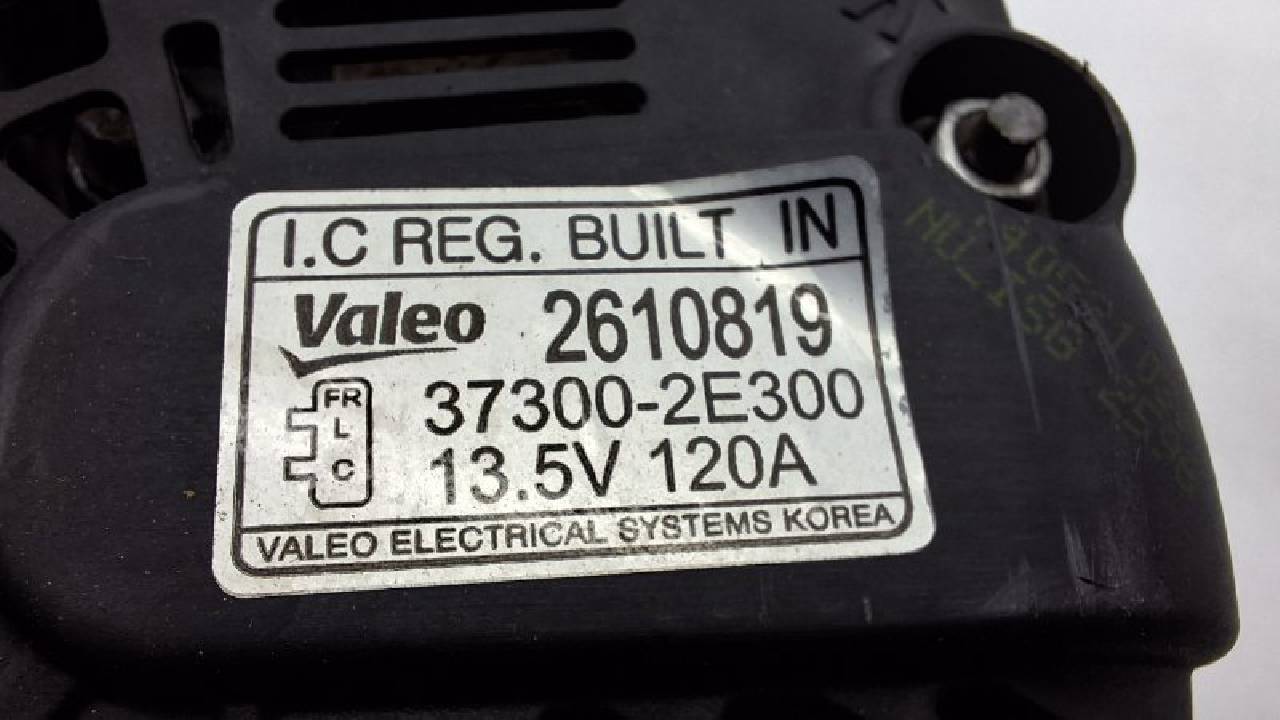 I.C REG. BUILT IN
Valeo 2610819
FR
L
C
37300-2E300
13.5V 120A
VALEO ELECTRICAL SYSTEMS KOREA